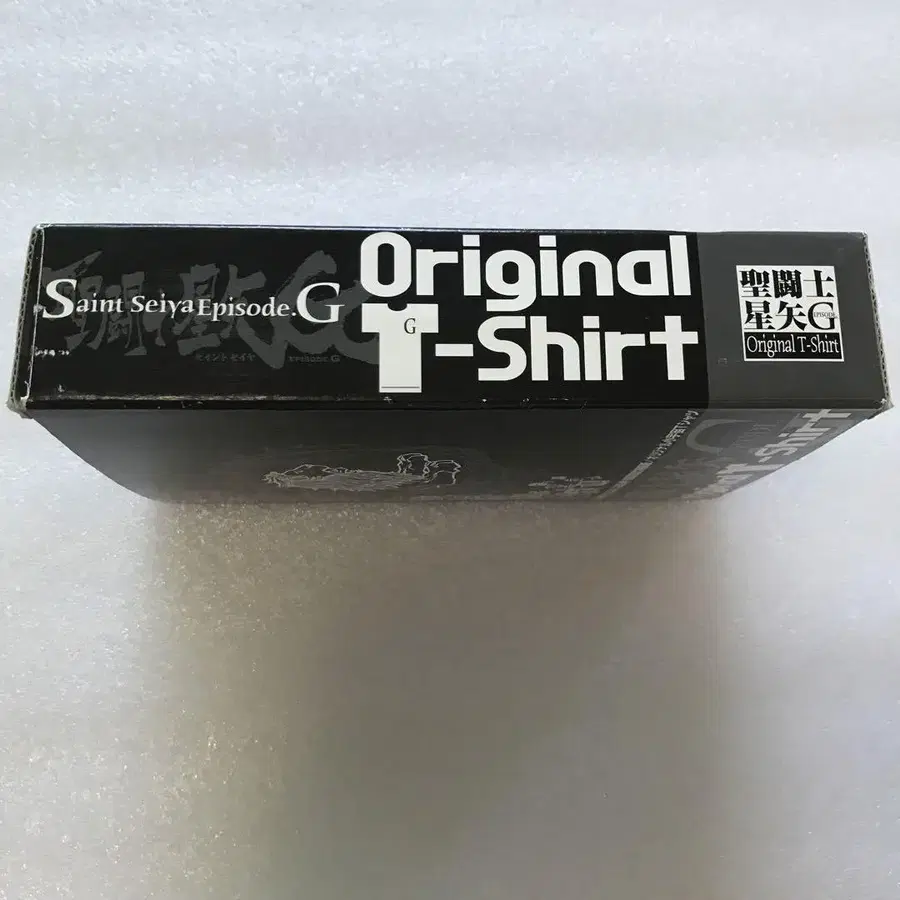 Saint Seiya Episode.G
セイント セイヤ EPISODE.G
Original
G
T-Shirt
聖闘士
星矢G
EPISODE.
Original T-Shirt
G
-Shirt